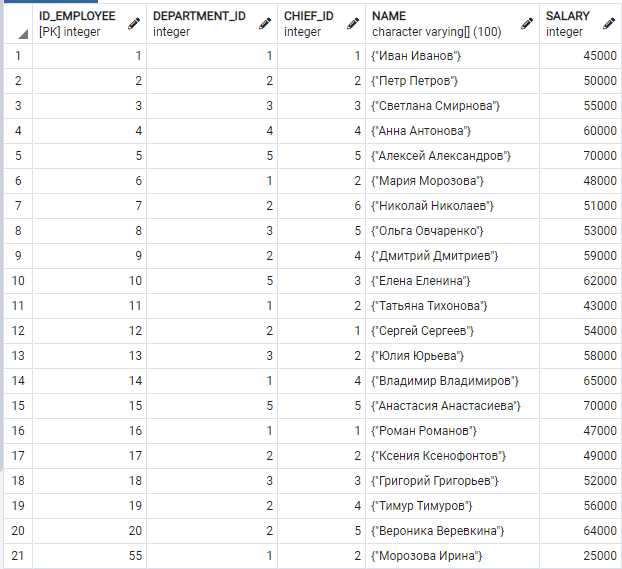 ID_EMPLOYEE DEPARTMENT_ID CHIEF_ID NAME SALARY
[PK] integer integer integer character varying[] (100) integer
1 1 1 1 {"Иван Иванов"} 45000
2 2 2 2 {"Петр Петров"} 50000
3 3 3 3 {"Светлана Смирнова"} 55000
4 4 4 4 {"Анна Антонова"} 60000
5 5 5 5 {"Алексей Александров"} 70000
6 6 1 2 {"Мария Морозова"} 48000
7 7 2 6 {"Николай Николаев"} 51000
8 8 3 5 {"Ольга Овчаренко"} 53000
9 9 2 4 {"Дмитрий Дмитриев"} 59000
10 10 5 3 {"Елена Еленина"} 62000
11 11 1 2 {"Татьяна Тихонова"} 43000
12 12 2 1 {"Сергей Сергеев"} 54000
13 13 3 2 {"Юлия Юрьева"} 58000
14 14 1 4 {"Владимир Владимиров"} 65000
15 15 5 5 {"Анастасия Анастасиева"} 70000
16 16 1 1 {"Роман Романов"} 47000
17 17 2 2 {"Ксения Ксенофонтов"} 49000
18 18 3 3 {"Григорий Григорьев"} 52000
19 19 2 4 {"Тимур Тимуров"} 56000
20 20 2 5 {"Вероника Веревкина"} 64000
21 55 1 2 {"Морозова Ирина"} 25000